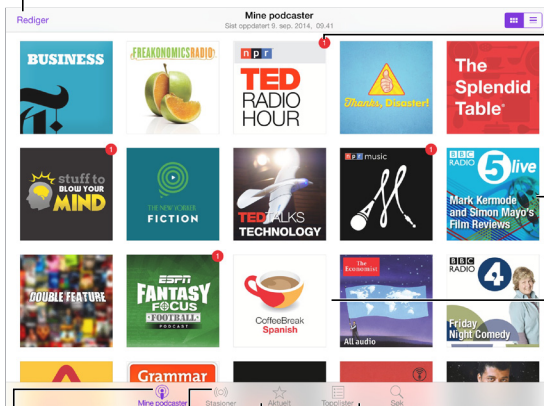 Rediger
Mine podcaster
Sist oppdatert 9. sep. 2014, 09.41
BUSINESS
FREAKONOMICS RADIO
npr
TED
RADIO
HOUR
1
Thanks, Disaster!
The
Splendid
Table
stuff to
BLOW YOUR
MIND
1
THE NEW YORKER
FICTION
TEDTALKS
TECHNOLOGY
npr music
1
BBC
RADIO
5 live
Mark Kermode
and Simon Mayo's
Film Reviews
DOUBLE FEATURE
ESPN
FANTASY
FOCUS
FOOTBALL
PODCAST
1
CoffeeBreak
Spanish
The
Economist
All audio
BBC
RADIO
4
Friday
Night Comedy
Grammar
Mine podcaster
Stasjoner
Aktuelt
Topplister
Søk